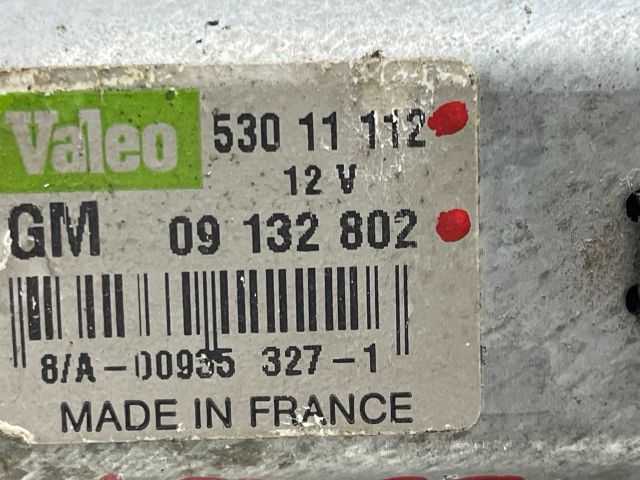 Valeo 530 11 112
12 V
GM 09 132 802
8/A-00935 327-1
MADE IN FRANCE